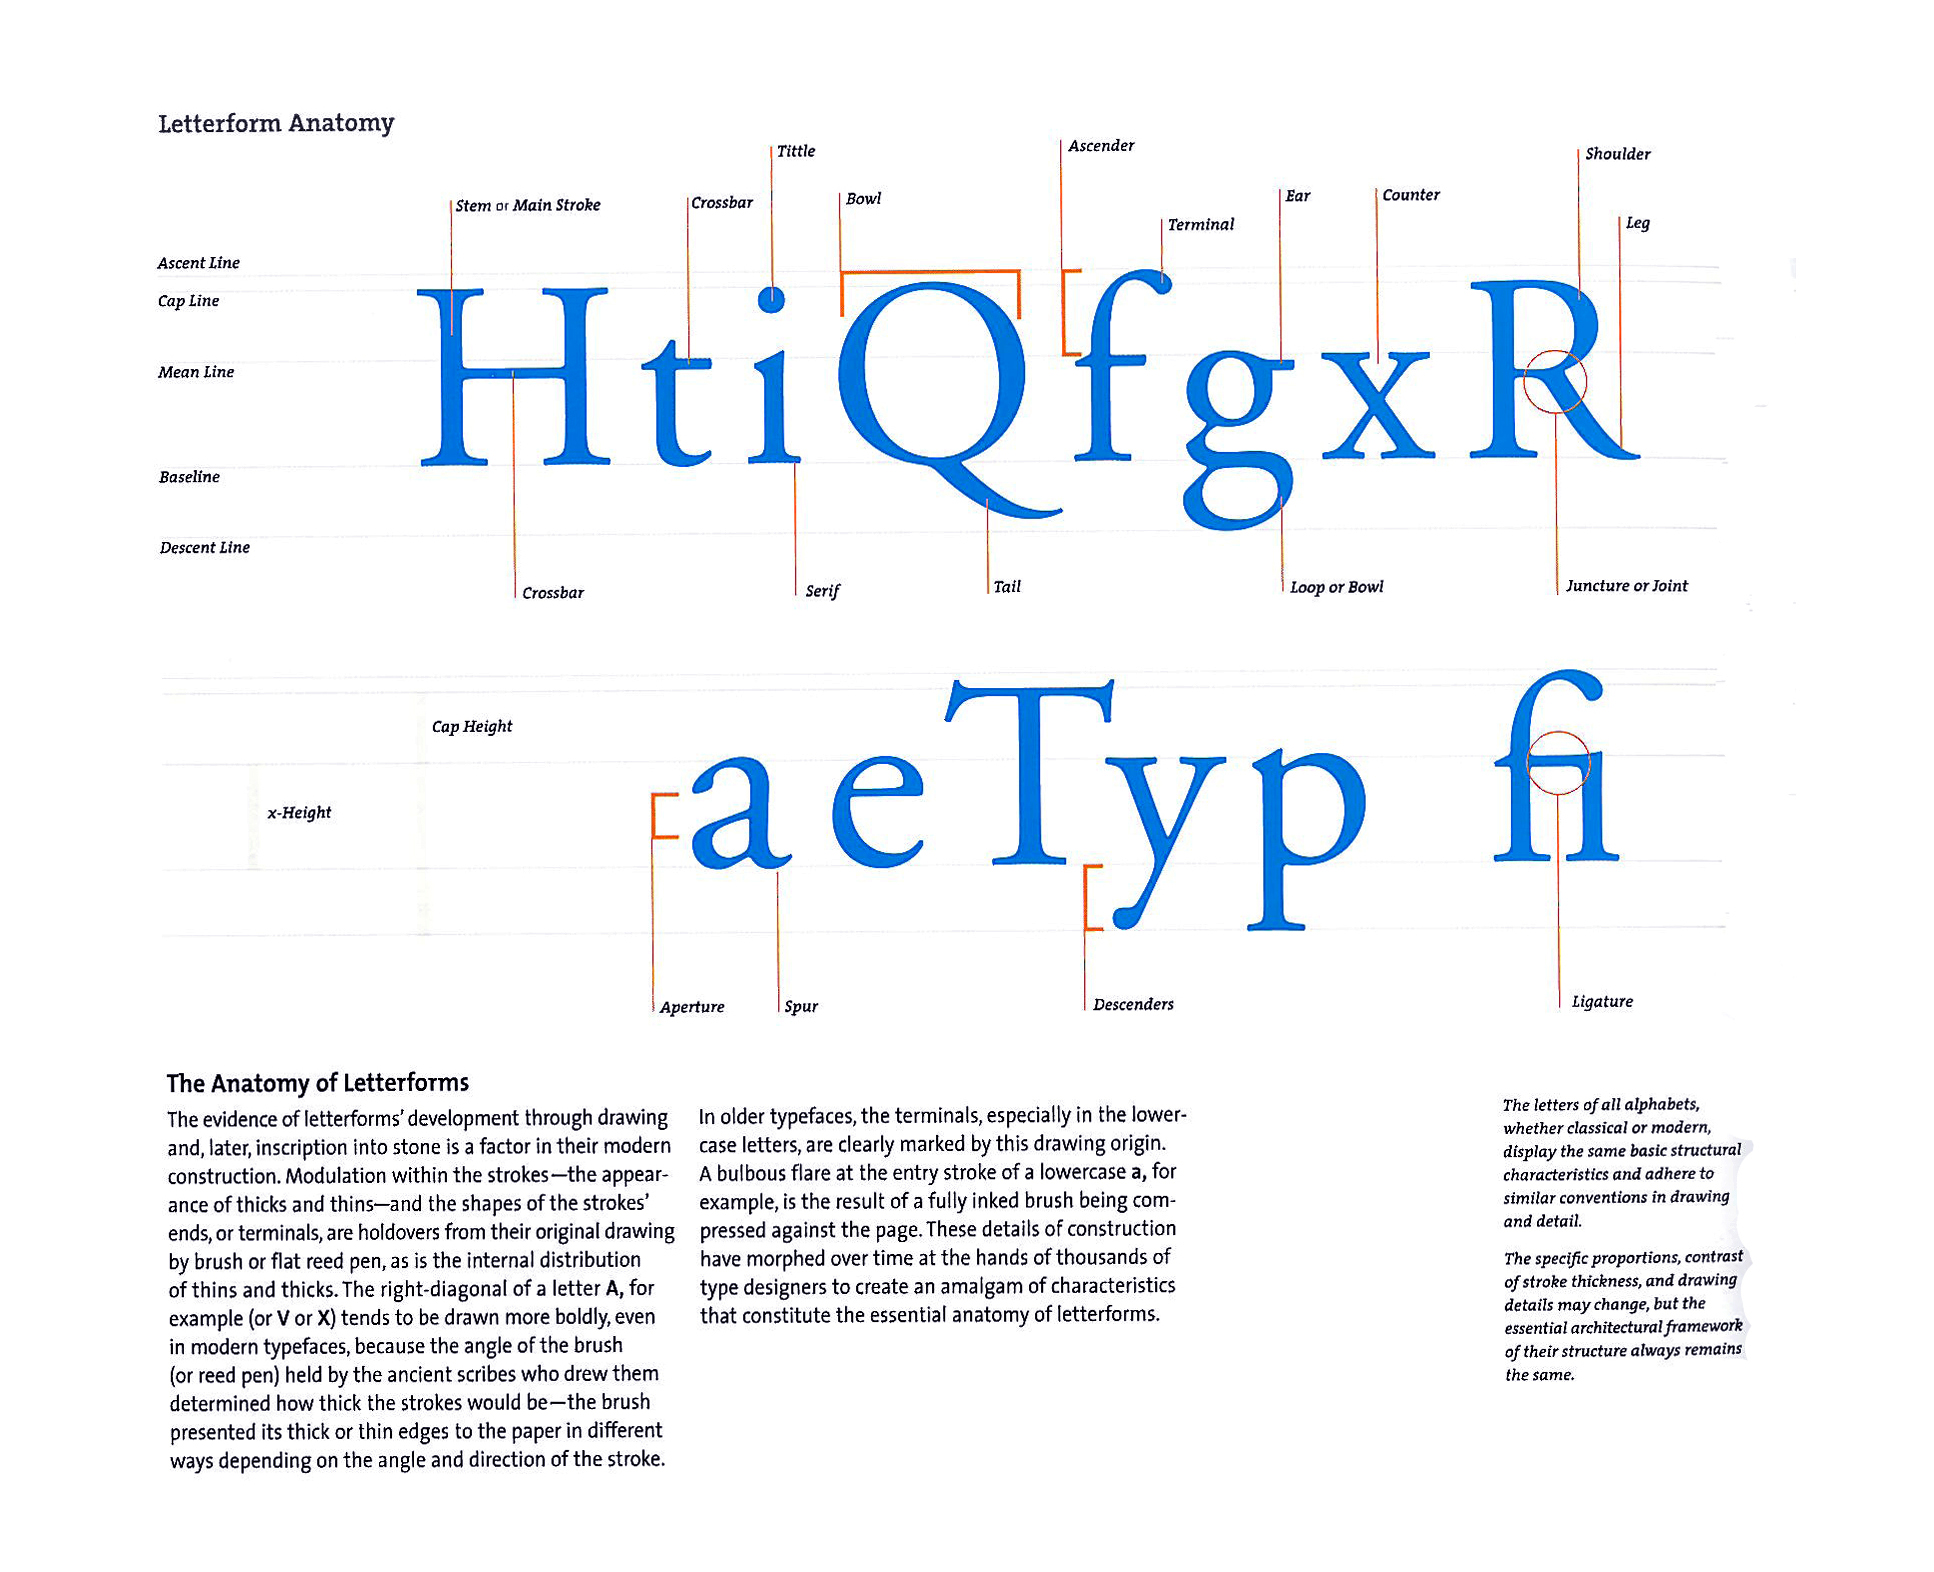 Letterform Anatomy
Tittle
Ascender
Shoulder
Stem or Main Stroke
Crossbar
Bowl
Terminal
Ear
Counter
Leg
Ascent Line
Cap Line
Mean Line
Baseline
Descent Line
HtiQfgxR
Crossbar
Serif
Tail
Loop or Bowl
Juncture or Joint
Cap Height
x-Height
aeTyp fi
Aperture
Spur
Descenders
Ligature
The Anatomy of Letterforms
The evidence of letterforms' development through drawing
and, later, inscription into stone is a factor in their modern
construction. Modulation within the strokes—the appear-
ance of thicks and thins—and the shapes of the strokes'
ends, or terminals, are holdovers from their original drawing
by brush or flat reed pen, as is the internal distribution
of thins and thicks. The right-diagonal of a letter A, for
example (or V or X) tends to be drawn more boldly, even
in modern typefaces, because the angle of the brush
(or reed pen) held by the ancient scribes who drew them
determined how thick the strokes would be—the brush
presented its thick or thin edges to the paper in different
ways depending on the angle and direction of the stroke.
In older typefaces, the terminals, especially in the lower-
case letters, are clearly marked by this drawing origin.
A bulbous flare at the entry stroke of a lowercase a, for
example, is the result of a fully inked brush being com-
pressed against the page. These details of construction
have morphed over time at the hands of thousands of
type designers to create an amalgam of characteristics
that constitute the essential anatomy of letterforms.
The letters of all alphabets,
whether classical or modern,
display the same basic structural
characteristics and adhere to
similar conventions in drawing
and detail.
The specific proportions, contrast
of stroke thickness, and drawing
details may change, but the
essential architectural framework
of their structure always remains
the same.